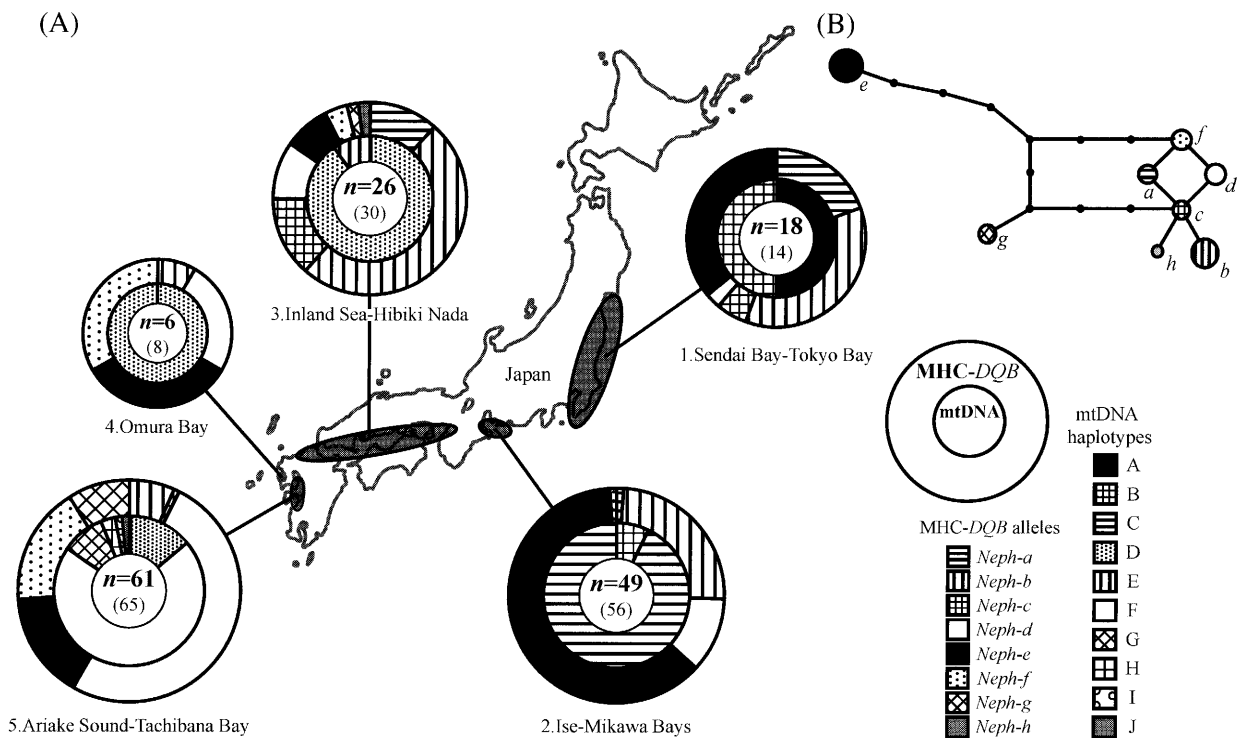 (A)
(B)
n=26
(30)
3.Inland Sea-Hibiki Nada
n=18
(14)
1.Sendai Bay-Tokyo Bay
n=6
(8)
4.Omura Bay
Japan
n=61
(65)
5.Ariake Sound-Tachibana Bay
n=49
(56)
2.Ise-Mikawa Bays
e
f
a
d
c
g
h
b
MHC-DQB
mtDNA
MHC-DQB alleles
Neph-a
Neph-b
Neph-c
Neph-d
Neph-e
Neph-f
Neph-g
Neph-h
mtDNA
haplotypes
A
B
C
D
E
F
G
H
I
J